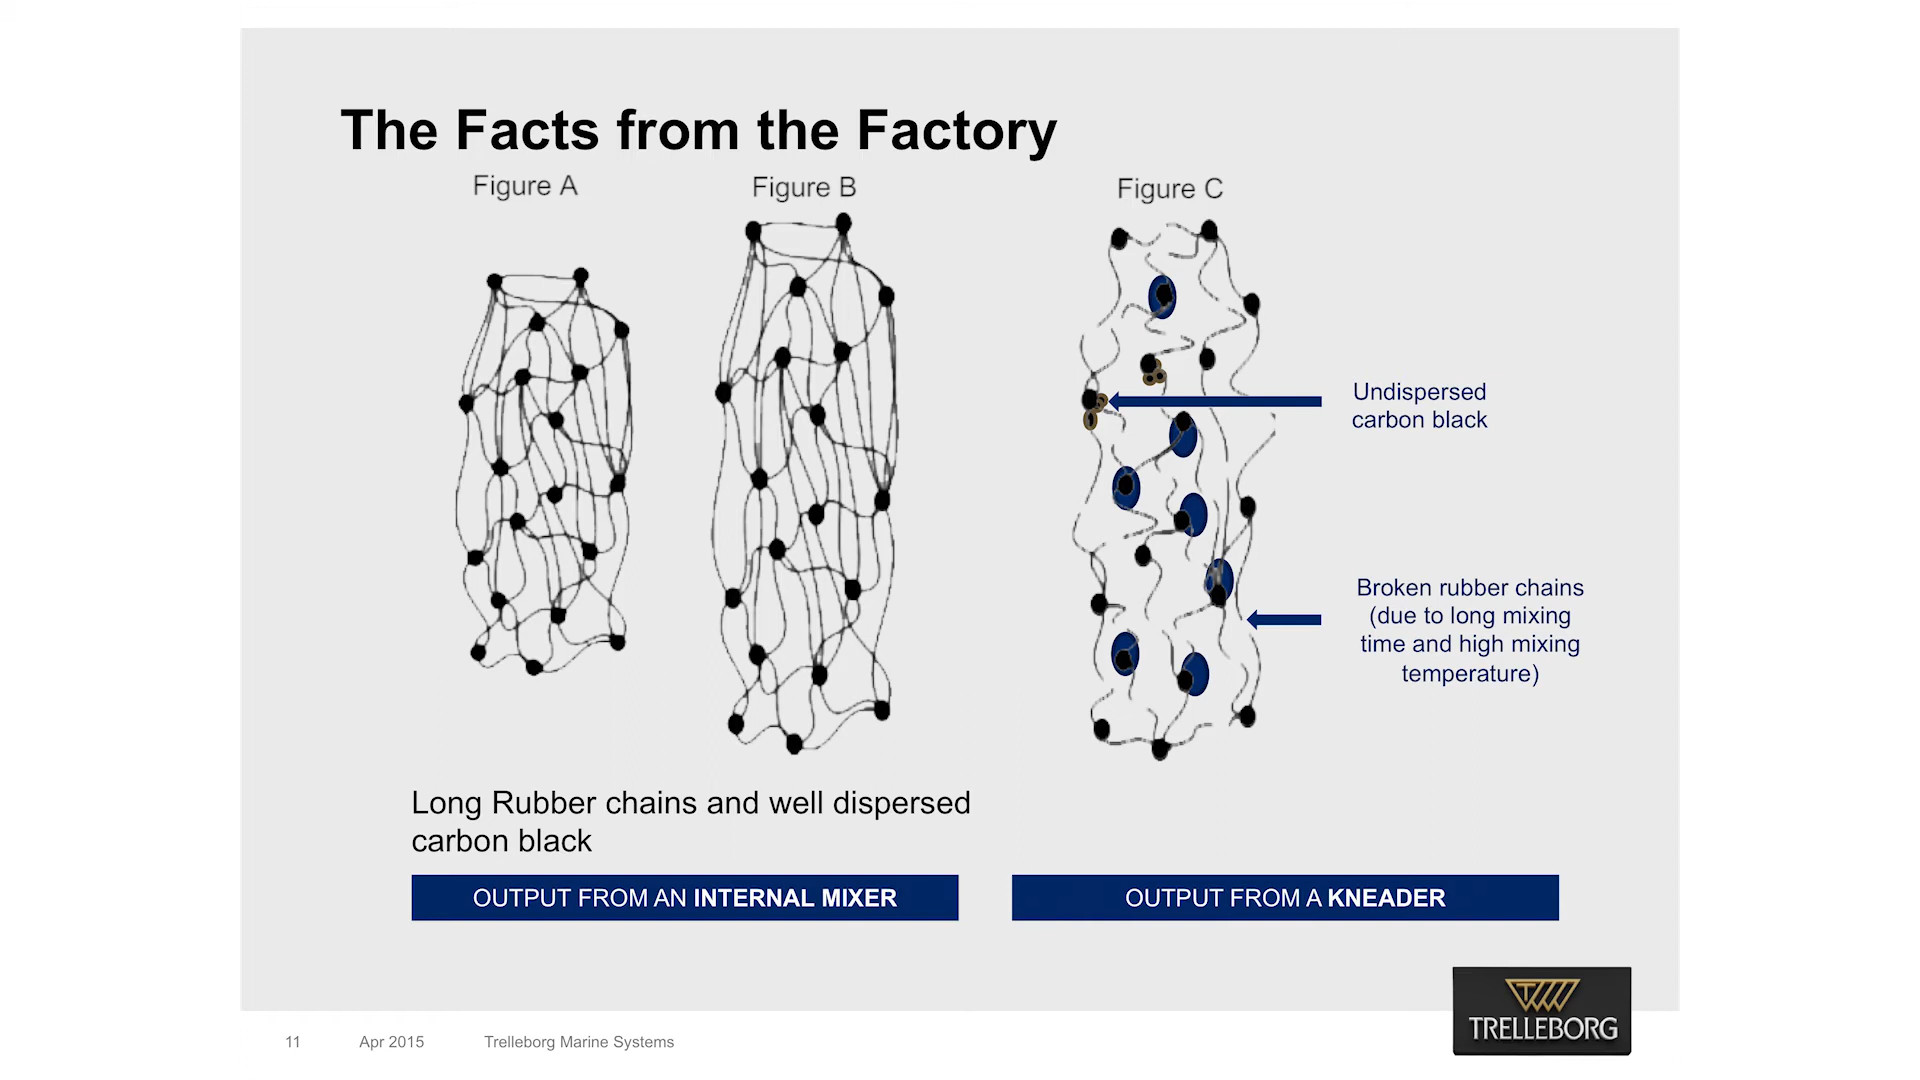 The Facts from the Factory
Figure A
Figure B
Figure C
Undispersed
carbon black
Broken rubber chains
(due to long mixing
time and high mixing
temperature)
Long Rubber chains and well dispersed
carbon black
OUTPUT FROM AN INTERNAL MIXER
OUTPUT FROM A KNEADER
TRELLEBORG
11
Apr 2015
Trelleborg Marine Systems